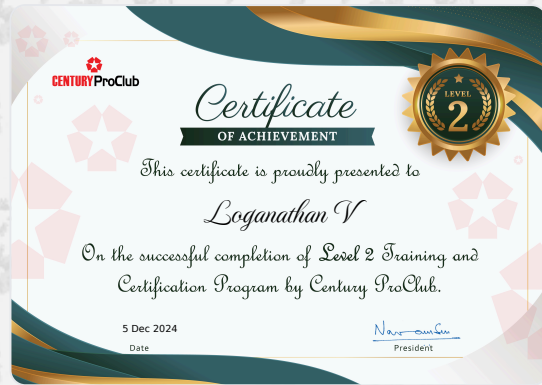 CENTURY ProClub
LEVEL
2
Certificate
OF ACHIEVEMENT
This certificate is proudly presented to
Loganathan V
On the successful completion of Level 2 Training and
Certification Program by Century ProClub.
5 Dec 2024
Date
President